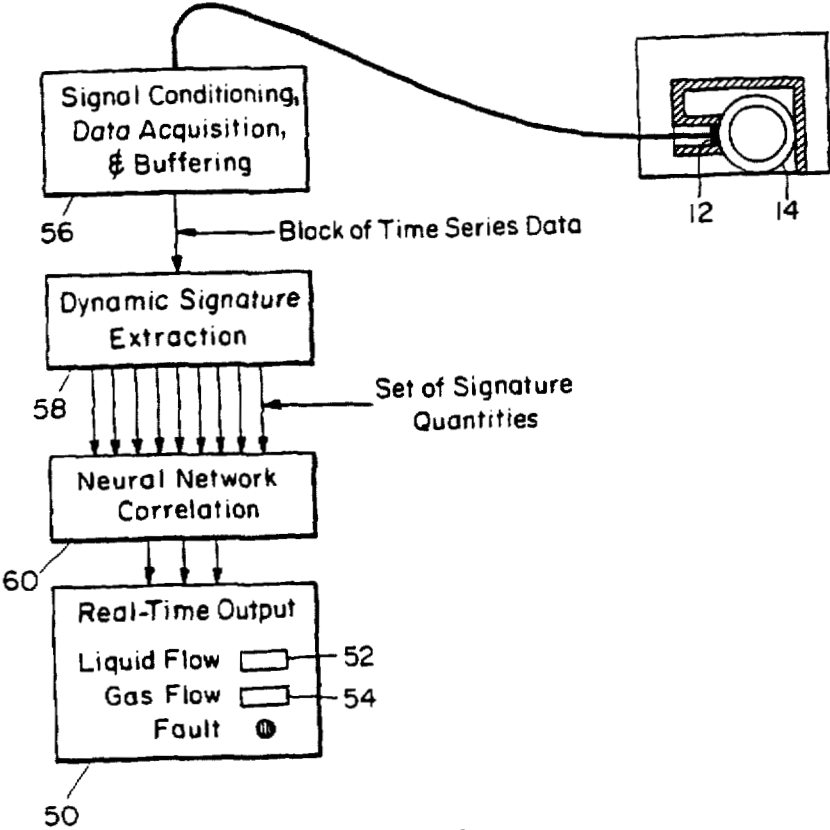 Signal Conditioning,
Data Acquisition,
& Buffering
12
14
56
Block of Time Series Data
Dynamic Signature
Extraction
58
Set of Signature
Quantities
Neural Network
Correlation
60
Real-Time Output
Liquid Flow
52
Gas Flow
54
Fault
50